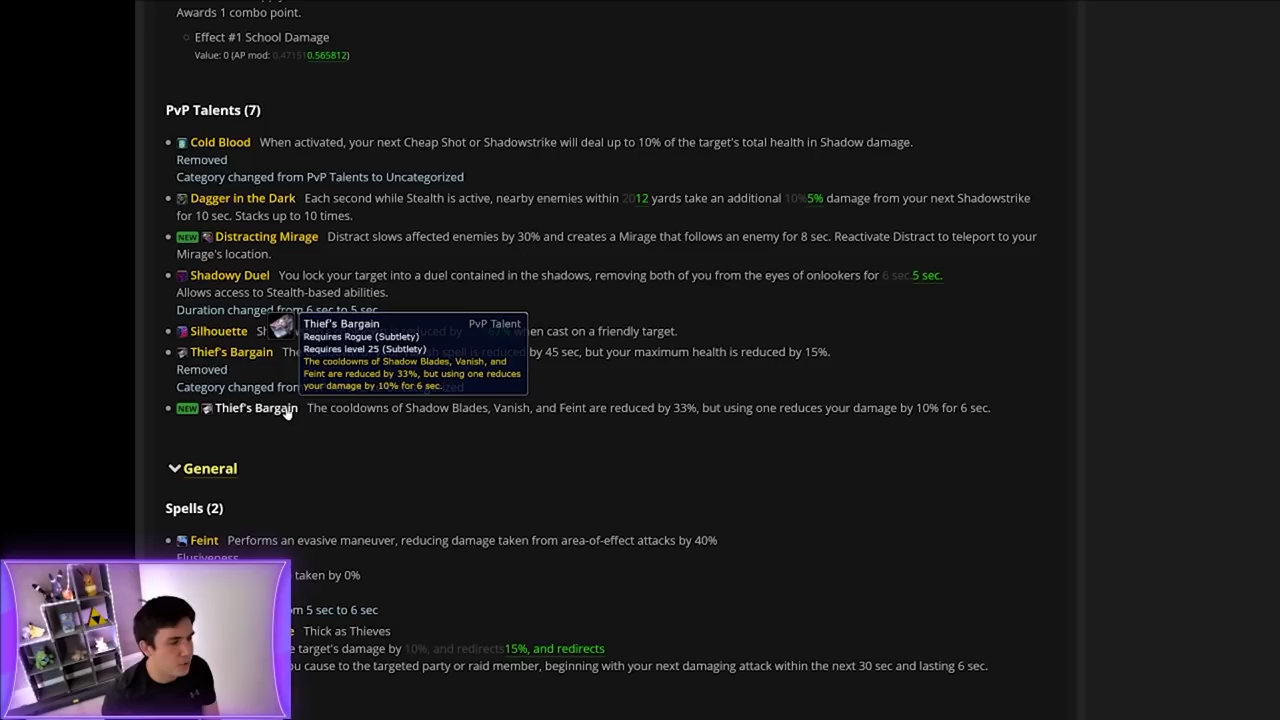 Awards 1 combo point.
Effect #1 School Damage
Value: 0 (AP mod: 0.471510.565812)
PvP Talents (7)
Cold Blood When activated, your next Cheap Shot or Shadowstrike will deal up to 10% of the target's total health in Shadow damage.
Removed
Category changed from PvP Talents to Uncategorized
Dagger in the Dark Each second while Stealth is active, nearby enemies within 2012 yards take an additional 10%5% damage from your next Shadowstrike
for 10 sec. Stacks up to 10 times.
NEW Distracting Mirage Distract slows affected enemies by 30% and creates a Mirage that follows an enemy for 8 sec. Reactivate Distract to teleport to your
Mirage's location.
Shadowy Duel You lock your target into a duel contained in the shadows, removing both of you from the eyes of onlookers for 6 sec.5 sec.
Allows access to Stealth-based abilities.
Duration changed from 6 sec to 5 sec
Silhouette when cast on a friendly target.
Thief's Bargain spell is reduced by 45 sec, but your maximum health is reduced by 15%.
Removed
Category changed from
Thief's Bargain PvP Talent
Requires Rogue (Subtlety)
Requires level 25 (Subtlety)
The cooldowns of Shadow Blades, Vanish, and
Feint are reduced by 33%, but using one reduces
your damage by 10% for 6 sec.
NEW Thief's Bargain The cooldowns of Shadow Blades, Vanish, and Feint are reduced by 33%, but using one reduces your damage by 10% for 6 sec.
General
Spells (2)
Feint Performs an evasive maneuver, reducing damage taken from area-of-effect attacks by 40%
Elusiveness
taken by 0%
from 5 sec to 6 sec
Thick as Thieves
target's damage by 10%, and redirects15%, and redirects
you cause to the targeted party or raid member, beginning with your next damaging attack within the next 30 sec and lasting 6 sec.